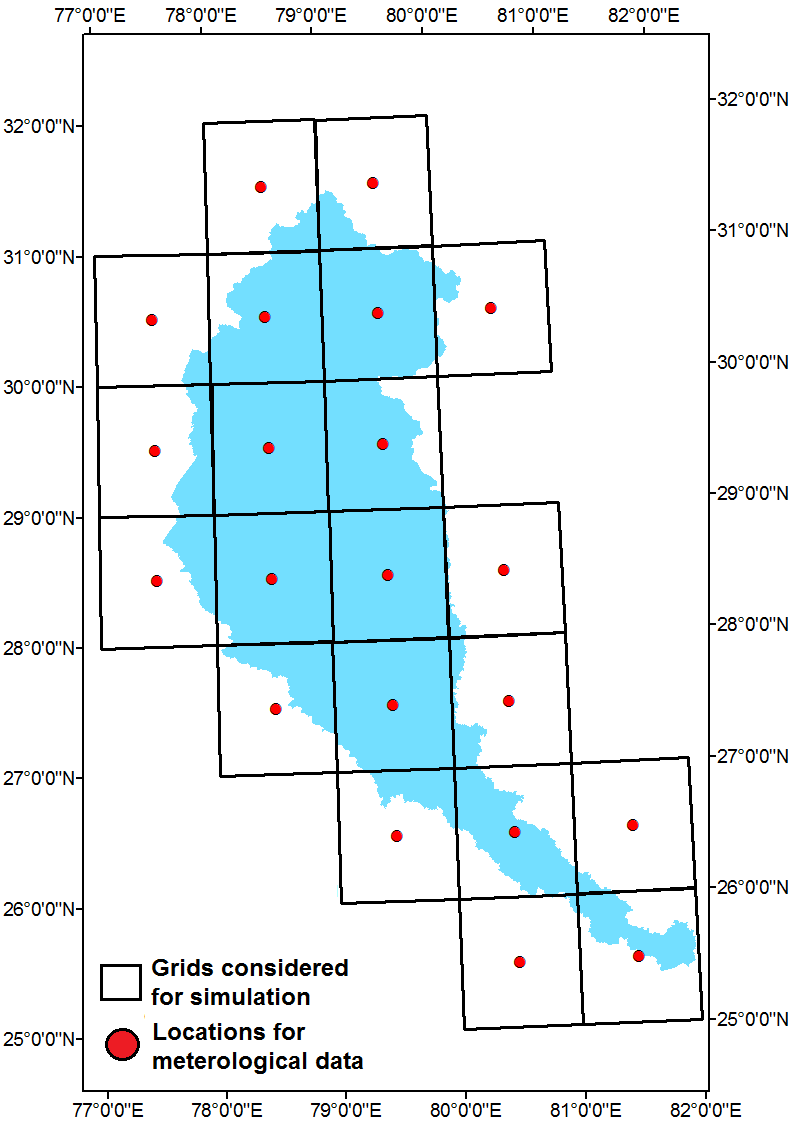 77°0'0"E 78°0'0"E 79°0'0"E 80°0'0"E 81°0'0"E 82°0'0"E
32°0'0"N
32°0'0"N
31°0'0"N
31°0'0"N
30°0'0"N
30°0'0"N
29°0'0"N
29°0'0"N
28°0'0"N
28°0'0"N
27°0'0"N
27°0'0"N
26°0'0"N
26°0'0"N
25°0'0"N
25°0'0"N
Grids considered
for simulation
Locations for
meterological data
77°0'0"E 78°0'0"E 79°0'0"E 80°0'0"E 81°0'0"E 82°0'0"E